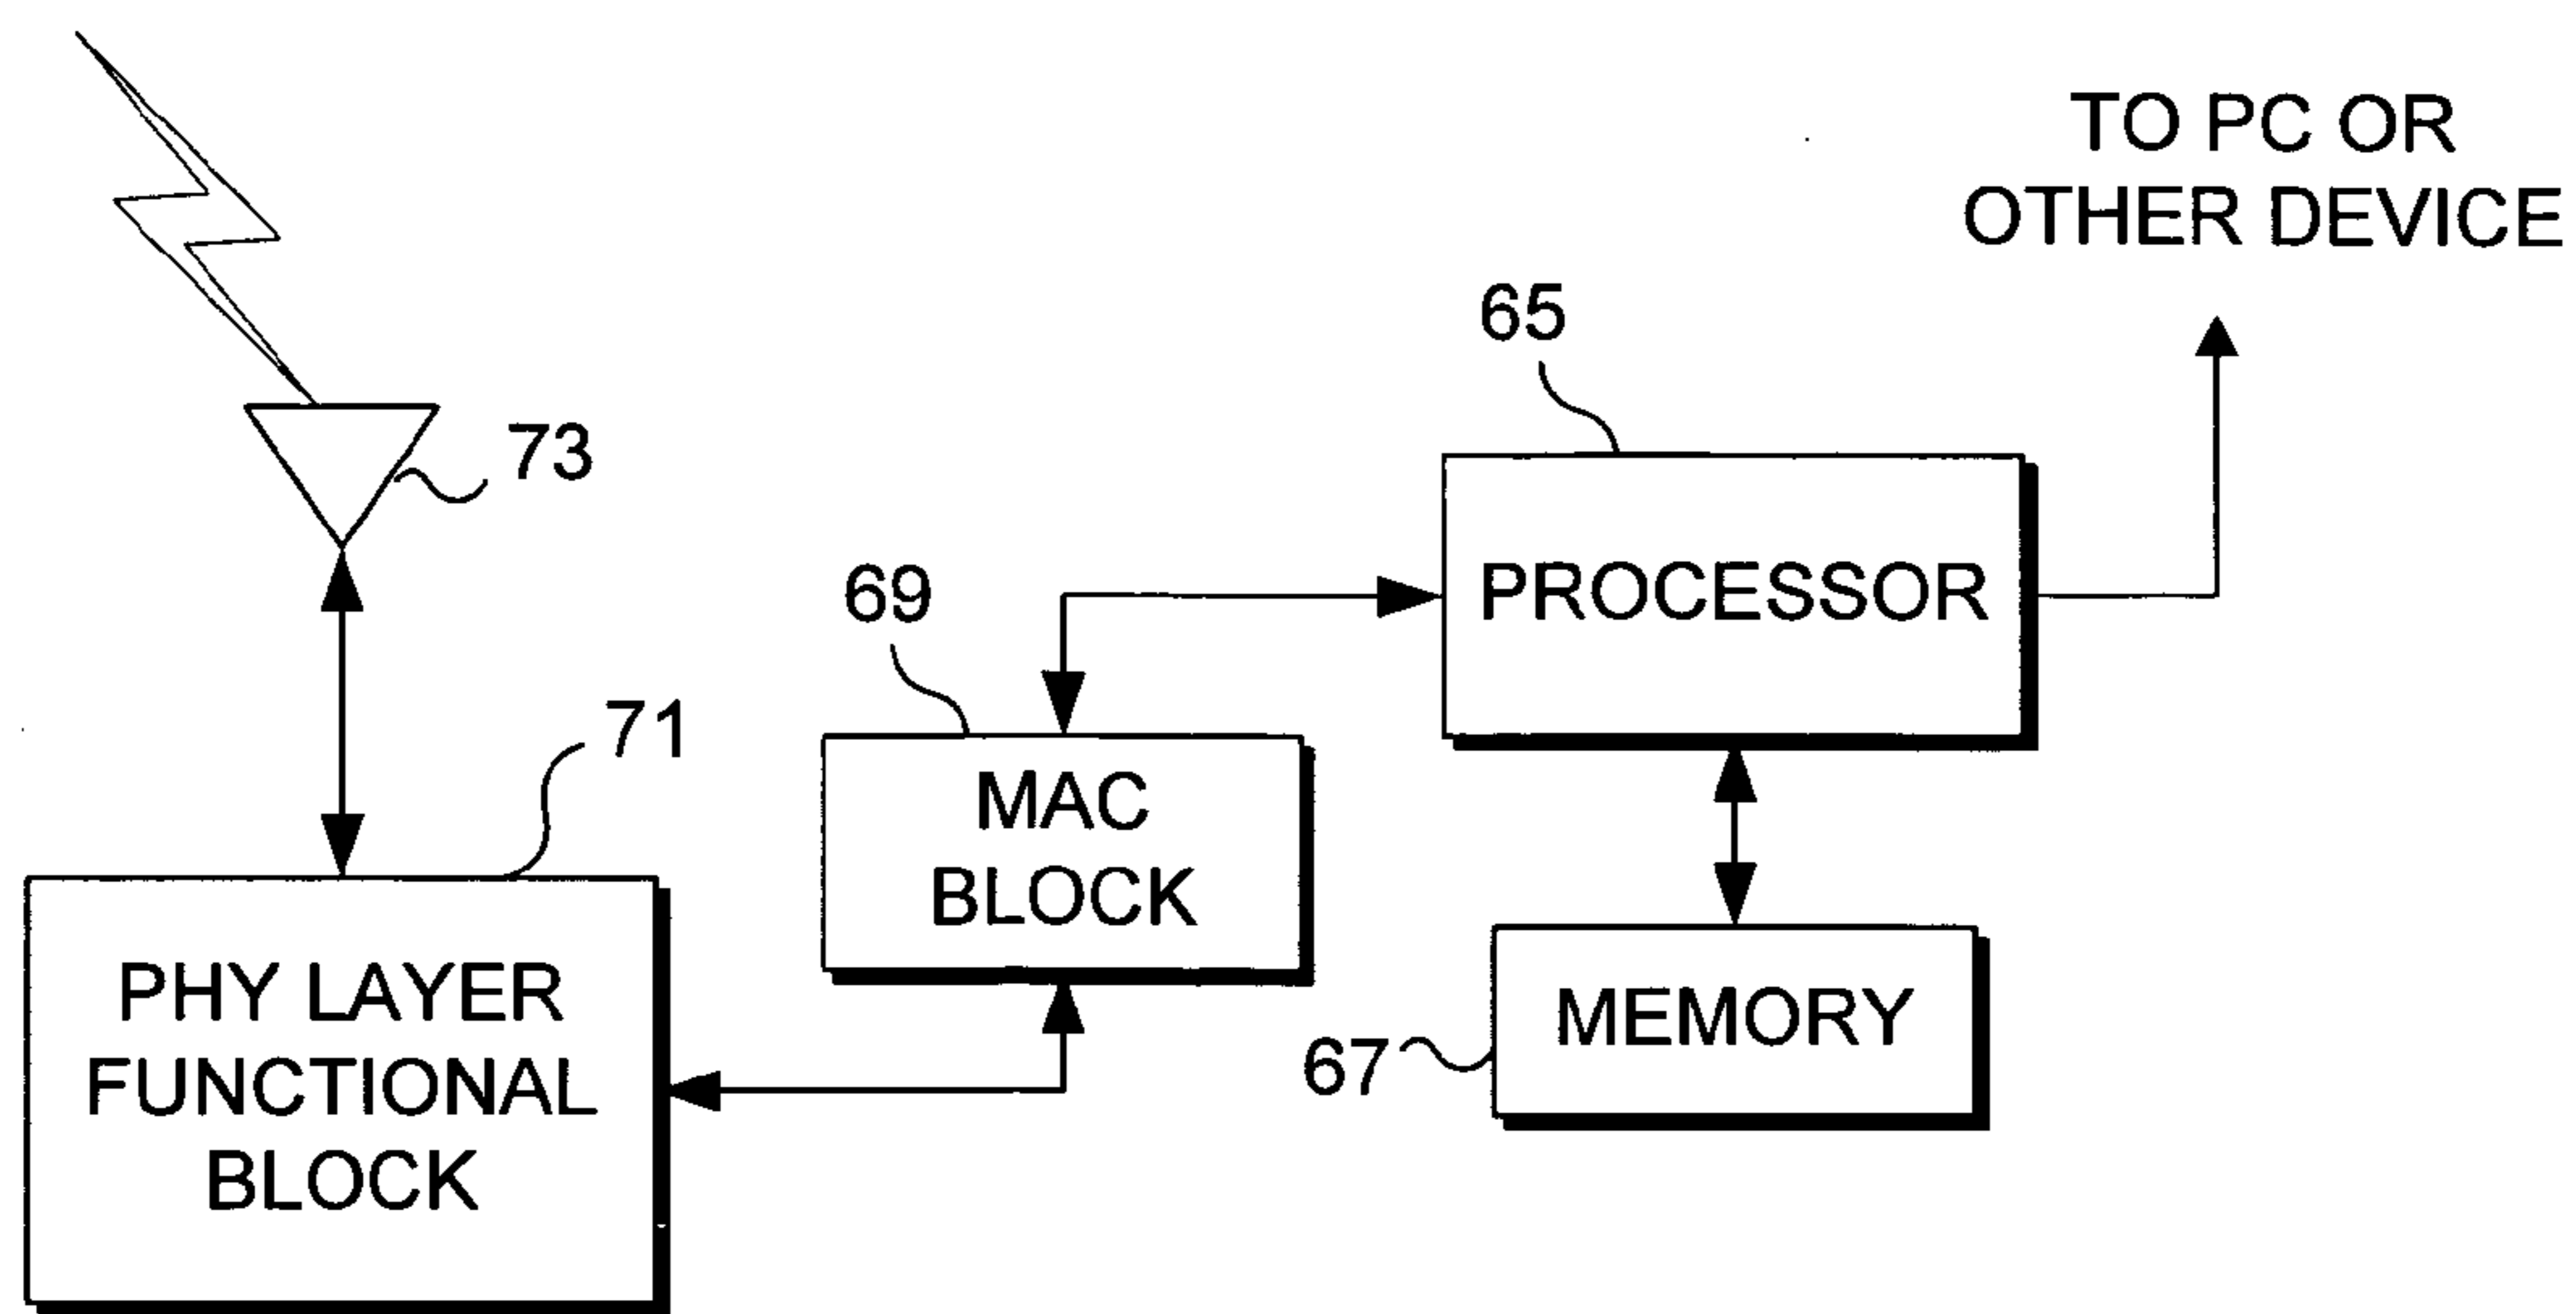 TO PC OR
OTHER DEVICE
65
73
PROCESSOR
69
71
MAC
BLOCK
PHY LAYER
FUNCTIONAL
BLOCK
MEMORY
67